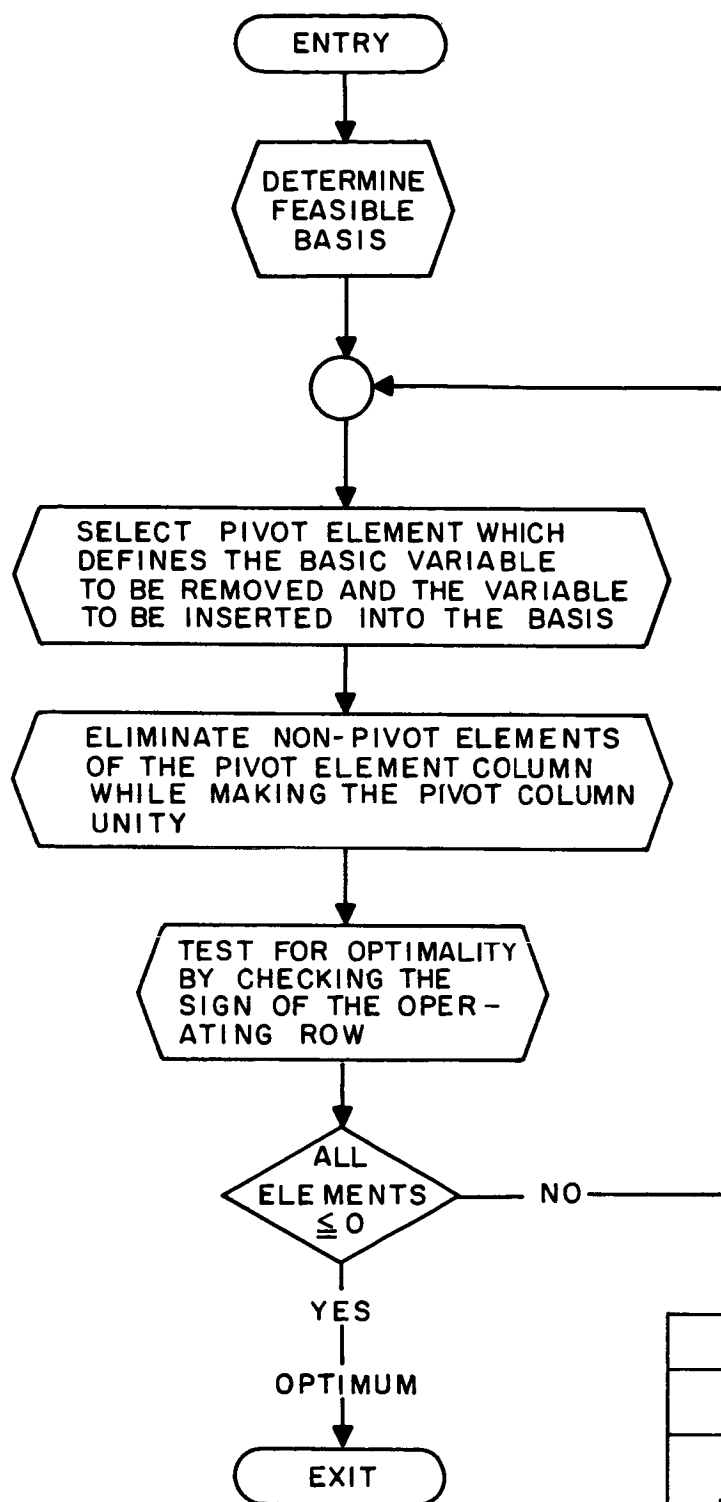 ENTRY
DETERMINE
FEASIBLE
BASIS
SELECT PIVOT ELEMENT WHICH
DEFINES THE BASIC VARIABLE
TO BE REMOVED AND THE VARIABLE
TO BE INSERTED INTO THE BASIS
ELIMINATE NON-PIVOT ELEMENTS
OF THE PIVOT ELEMENT COLUMN
WHILE MAKING THE PIVOT COLUMN
UNITY
TEST FOR OPTIMALITY
BY CHECKING THE
SIGN OF THE OPER-
ATING ROW
ALL
ELEMENTS
≦ 0
NO
YES
OPTIMUM
EXIT